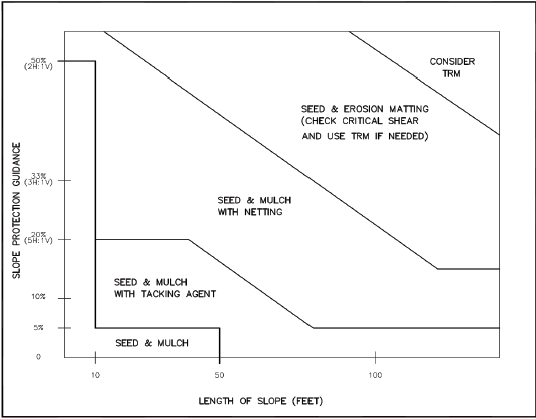 50%
(2H:1V)
CONSIDER
TRM
SEED & EROSION MATTING
(CHECK CRITICAL SHEAR
AND USE TRM IF NEEDED)
SLOPE PROTECTION GUIDANCE
33%
(3H:1V)
SEED & MULCH
WITH NETTING
20%
(5H:1V)
SEED & MULCH
WITH TACKING AGENT
10%
5%
SEED & MULCH
0
10
50
100
LENGTH OF SLOPE (FEET)